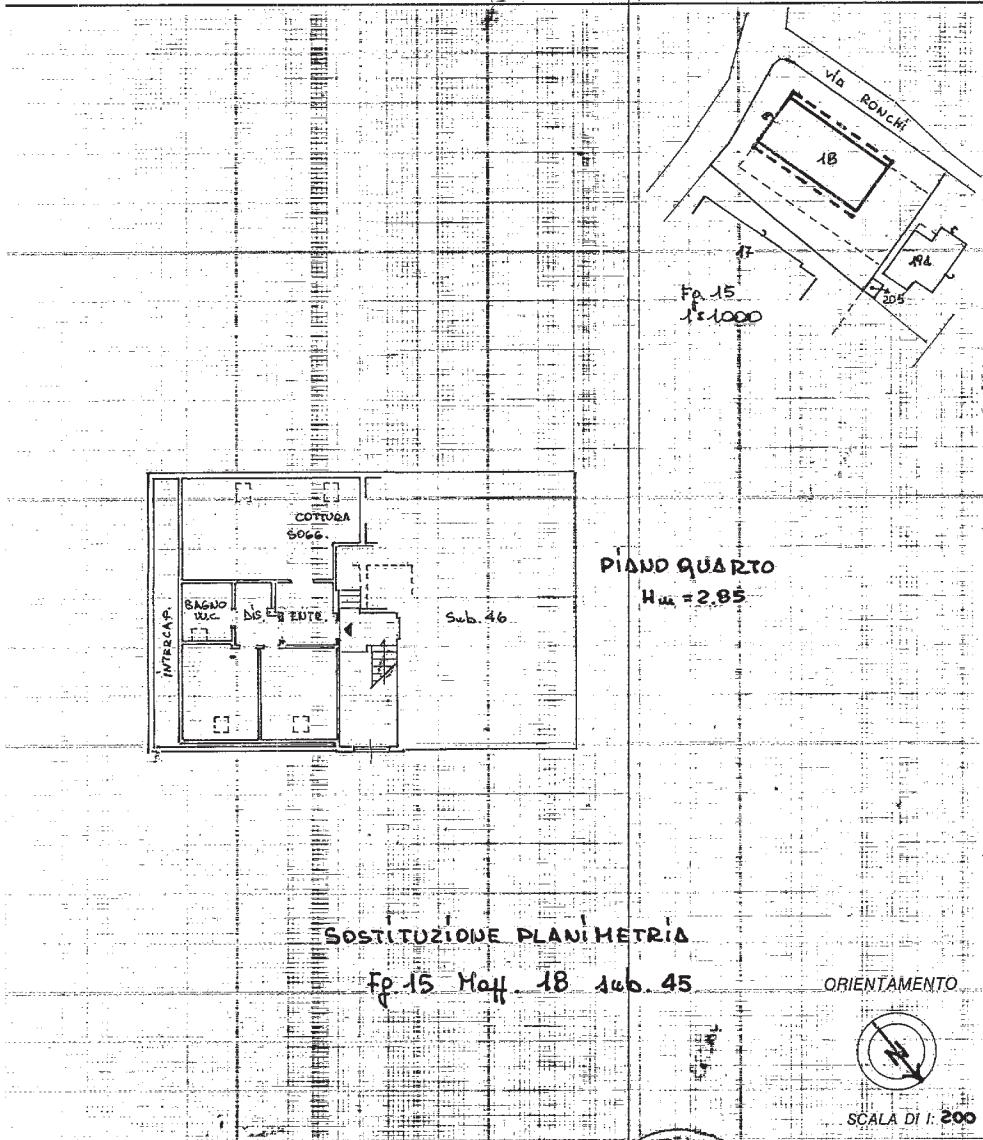 via RONCHI
18
17
194
205
Fg. 15
1:1000
COTTURA
SOGG.
PIANO QUARTO
Hm = 2.85
INTERCAP.
BAGNO
W.C.
DIS.
ENTR.
Sub. 46
SOSTITUZIONE PLANIMETRIA
Fg. 15 Mapp. 18 sub. 45
ORIENTAMENTO
N
SCALA DI 1: 200